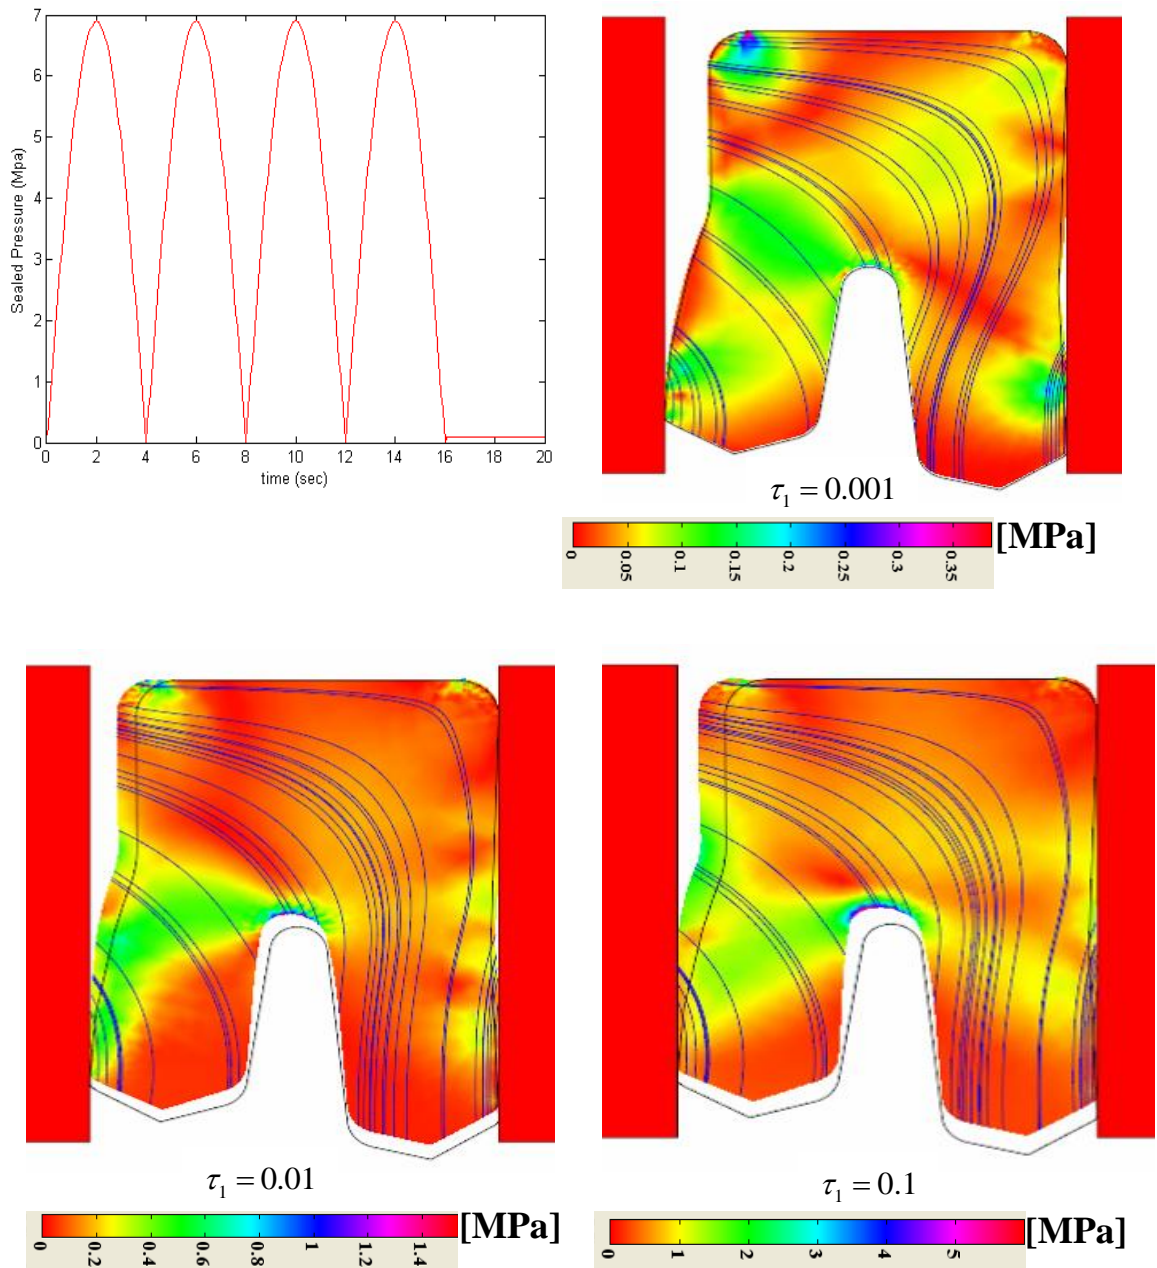 7
6
5
4
3
2
1
0
Sealed Pressure (Mpa)
0 2 4 6 8 10 12 14 16 18 20
time (sec)
τ₁ = 0.001
[MPa]
0 0.05 0.1 0.15 0.2 0.25 0.3 0.35
τ₁ = 0.01
[MPa]
0 0.2 0.4 0.6 0.8 1 1.2 1.4
τ₁ = 0.1
[MPa]
0 1 2 3 4 5